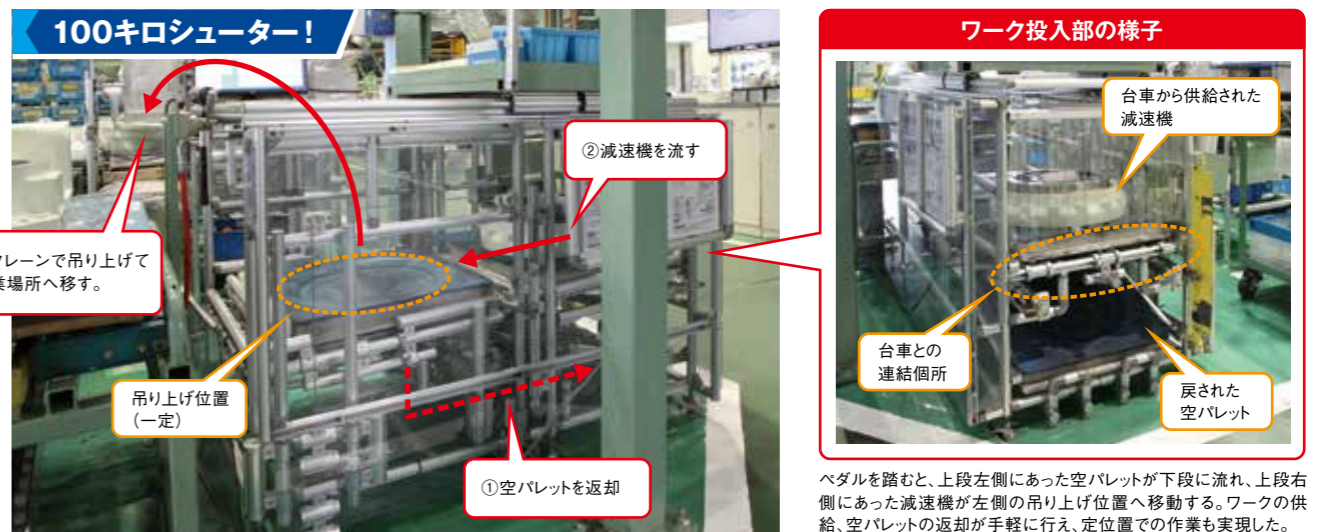 100キロシューター!
②減速機を流す
レーンで吊り上げて
業場所へ移す。
吊り上げ位置
(一定)
①空パレットを返却
ワーク投入部の様子
台車から供給された
減速機
台車との
連結個所
戻された
空パレット
ペダルを踏むと、上段左側にあった空パレットが下段に流れ、上段右
側にあった減速機が左側の吊り上げ位置へ移動する。ワークの供
給、空パレットの返却が手軽に行え、定位置での作業も実現した。